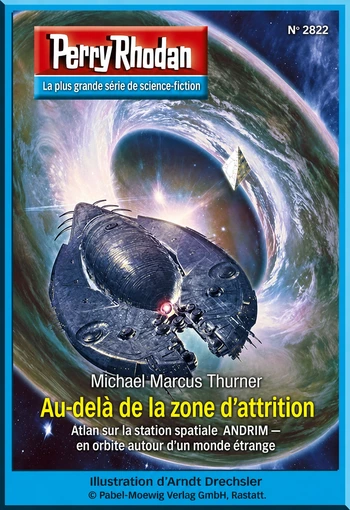 N° 2822
Perry Rhodan
La plus grande série de science-fiction
Michael Marcus Thurner
Au-delà de la zone d'attrition
Atlan sur la station spatiale ANDRIM –
en orbite autour d'un monde étrange
Illustration d'Arndt Drechsler
© Pabel-Moewig Verlag GmbH, Rastatt.